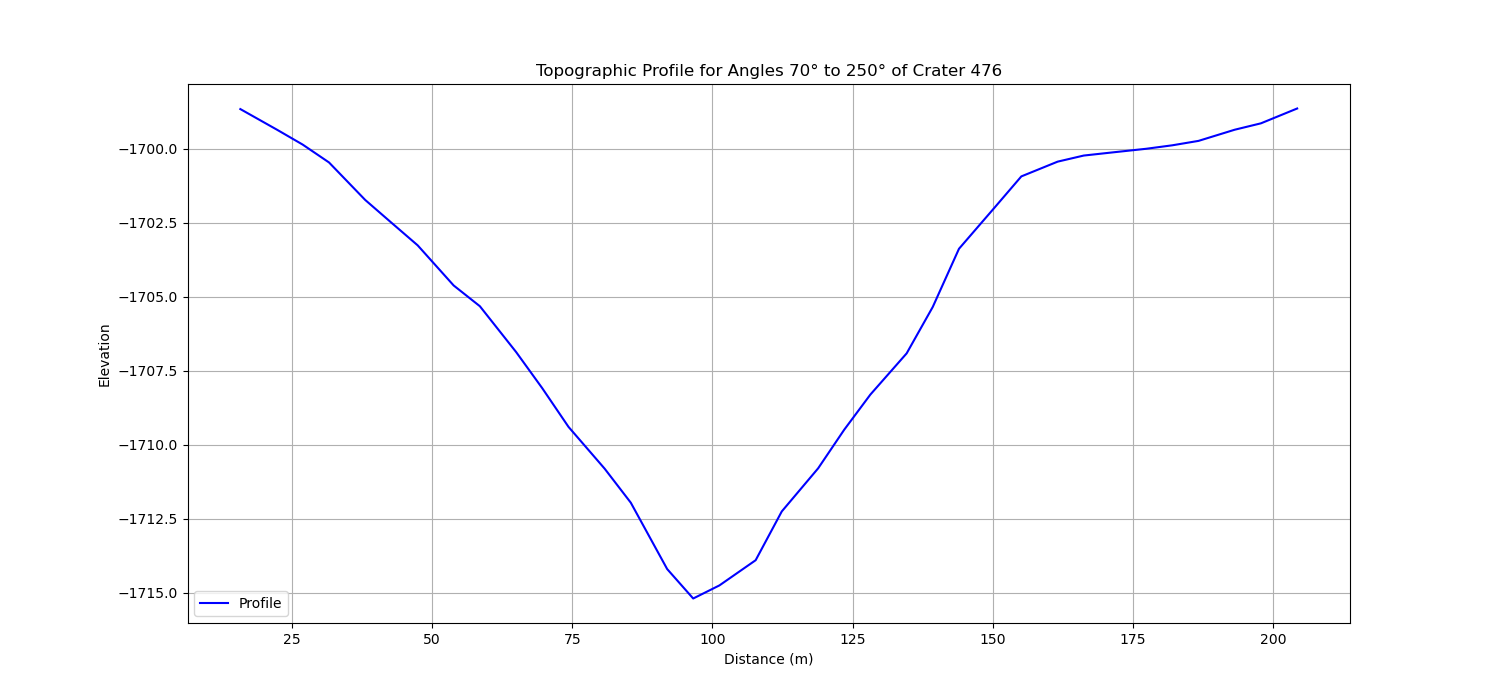 Topographic Profile for Angles 70° to 250° of Crater 476
Elevation
−1700.0
−1702.5
−1705.0
−1707.5
−1710.0
−1712.5
−1715.0
Profile
25 50 75 100 125 150 175 200
Distance (m)